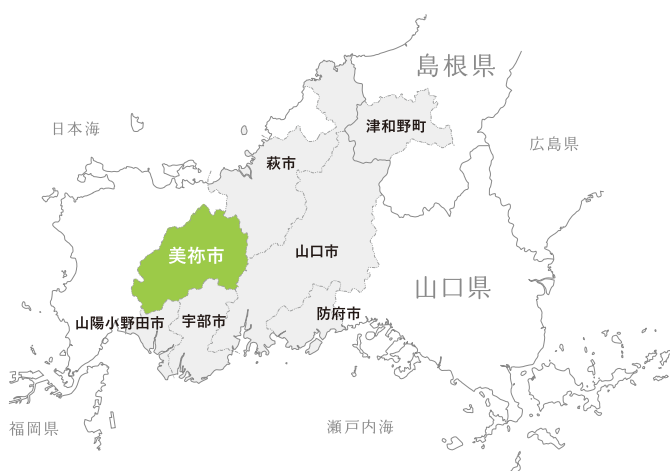 島根県
日本海
津和野町
広島県
萩市
美祢市
山口市
山口県
山陽小野田市
宇部市
防府市
福岡県
瀬戸内海